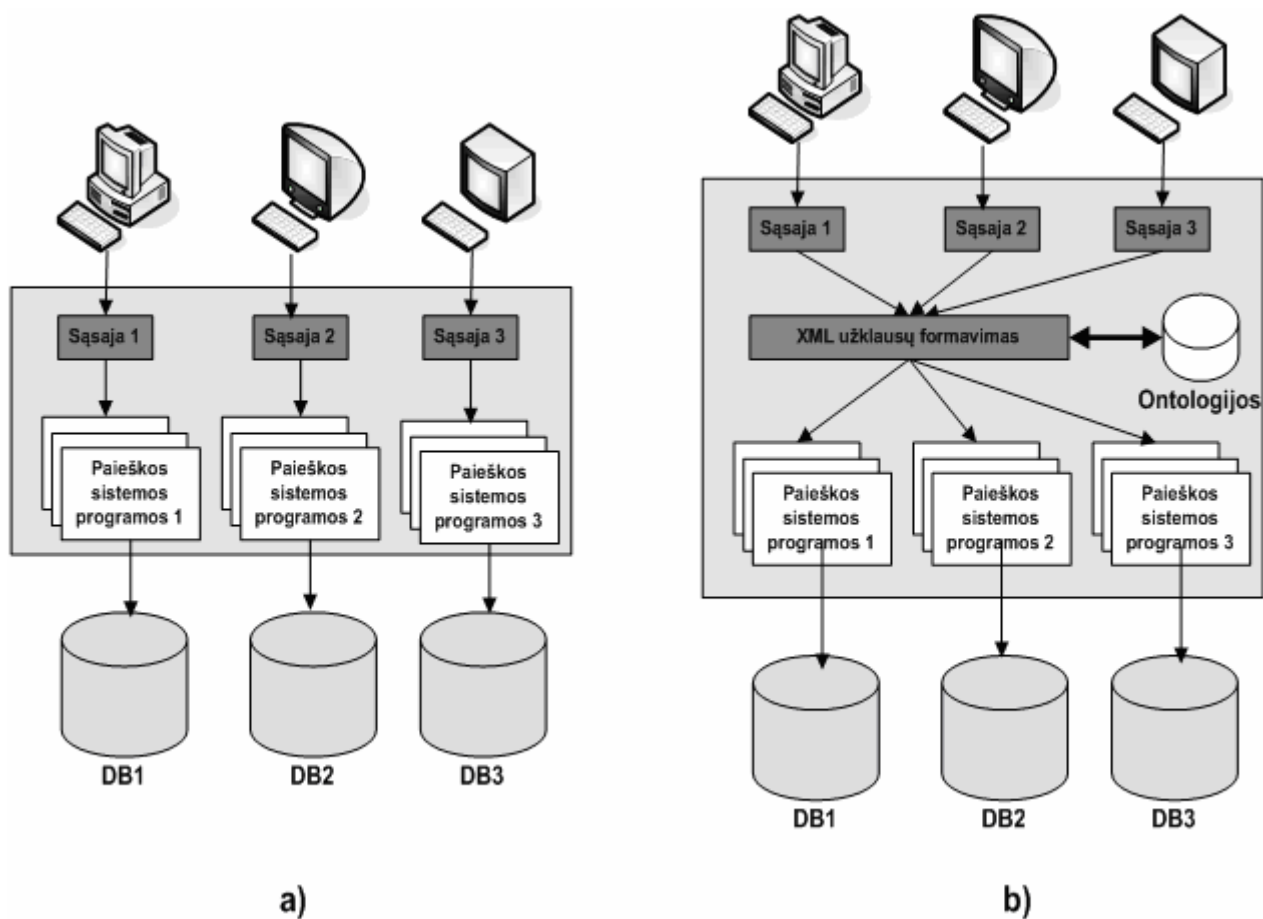 Sąsaja 1
Sąsaja 2
Sąsaja 3
Paieškos
sistemos
programos 1
Paieškos
sistemos
programos 2
Paieškos
sistemos
programos 3
DB1
DB2
DB3
a)
Sąsaja 1
Sąsaja 2
Sąsaja 3
XML užklausų formavimas
Ontologijos
Paieškos
sistemos
programos 1
Paieškos
sistemos
programos 2
Paieškos
sistemos
programos 3
DB1
DB2
DB3
b)